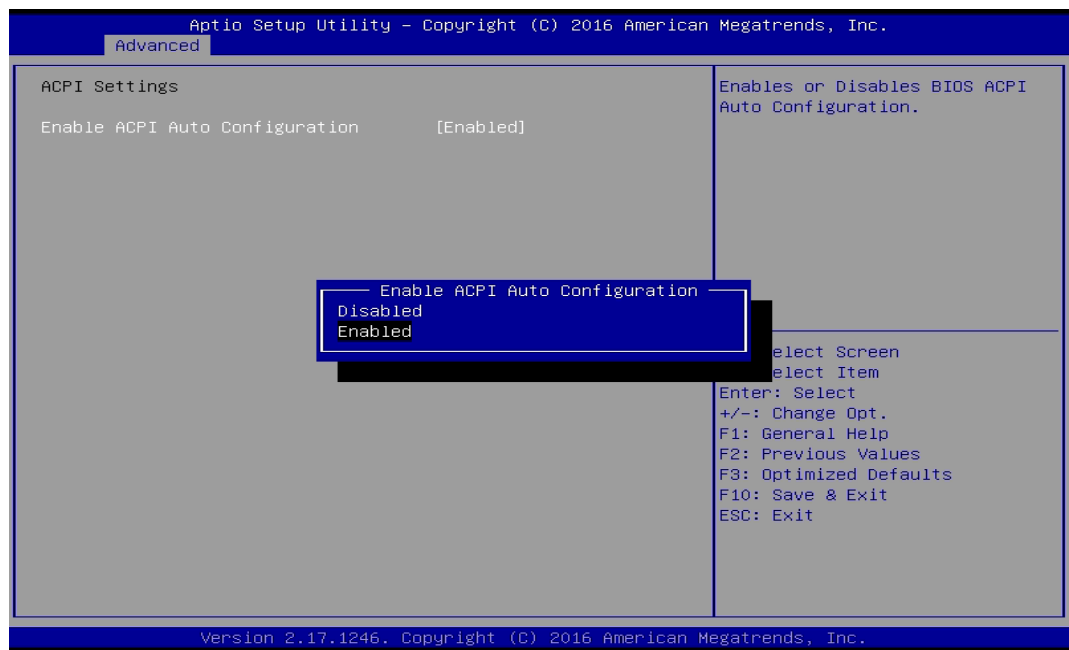 Aptio Setup Utility – Copyright (C) 2016 American Megatrends, Inc.
Advanced
ACPI Settings
Enable ACPI Auto Configuration [Enabled]
Enables or Disables BIOS ACPI
Auto Configuration.
Enable ACPI Auto Configuration
Disabled
Enabled
elect Screen
elect Item
Enter: Select
+/-: Change Opt.
F1: General Help
F2: Previous Values
F3: Optimized Defaults
F10: Save & Exit
ESC: Exit
Version 2.17.1246. Copyright (C) 2016 American Megatrends, Inc.